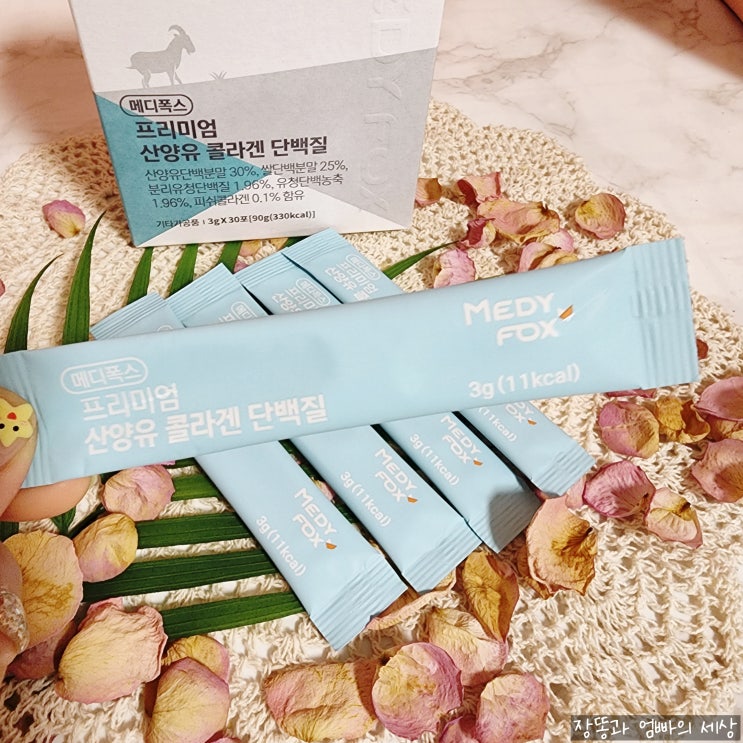 MEDY FOX
메디폭스
프리미엄
산양유 콜라겐 단백질
산양유단백분말 30%, 쌀단백분말 25%,
분리유청단백질 1.96%, 유청단백농축
1.96%, 피쉬콜라겐 0.1% 함유
기타가공품 : 3g X 30포[90g(330kcal)]
메디폭스
프리미엄
산양유 콜라겐 단백질
MEDY
FOX
3g(11kcal)
MEDY
FOX
3g(11kcal)
MEDY
FOX
3g(11kcal)
MEDY
FOX
3g(11kcal)
장똥과 엄빠의 세상